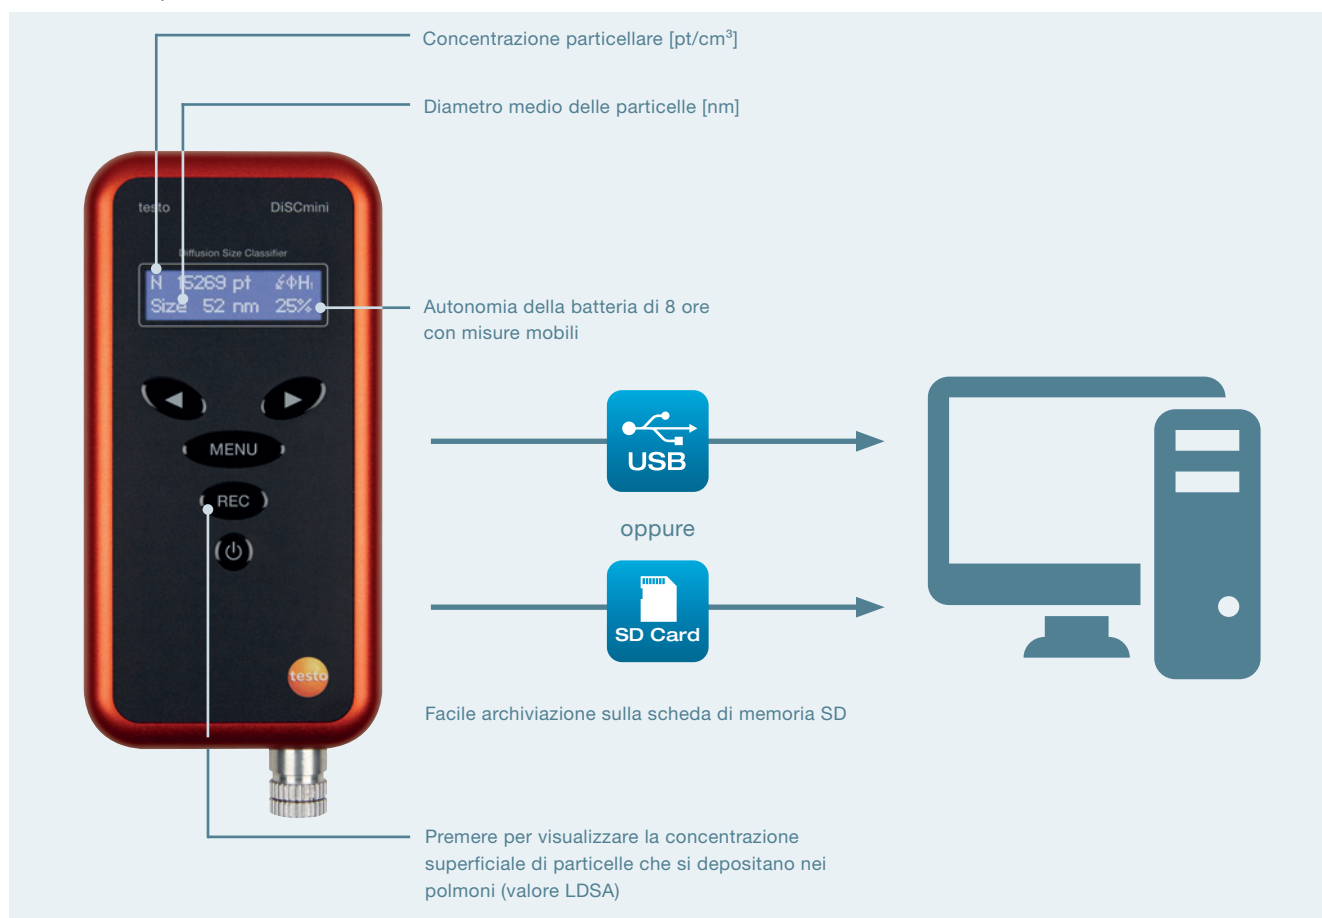 Concentrazione particellare [pt/cm³]
Diametro medio delle particelle [nm]
testo DiSCmini
Diffusion Size Classifier
N 15269 pt
Size 52 nm 25%
Autonomia della batteria di 8 ore
con misure mobili
MENU
REC
USB
oppure
SD Card
testo
Facile archiviazione sulla scheda di memoria SD
Premere per visualizzare la concentrazione
superficiale di particelle che si depositano nei
polmoni (valore LDSA)